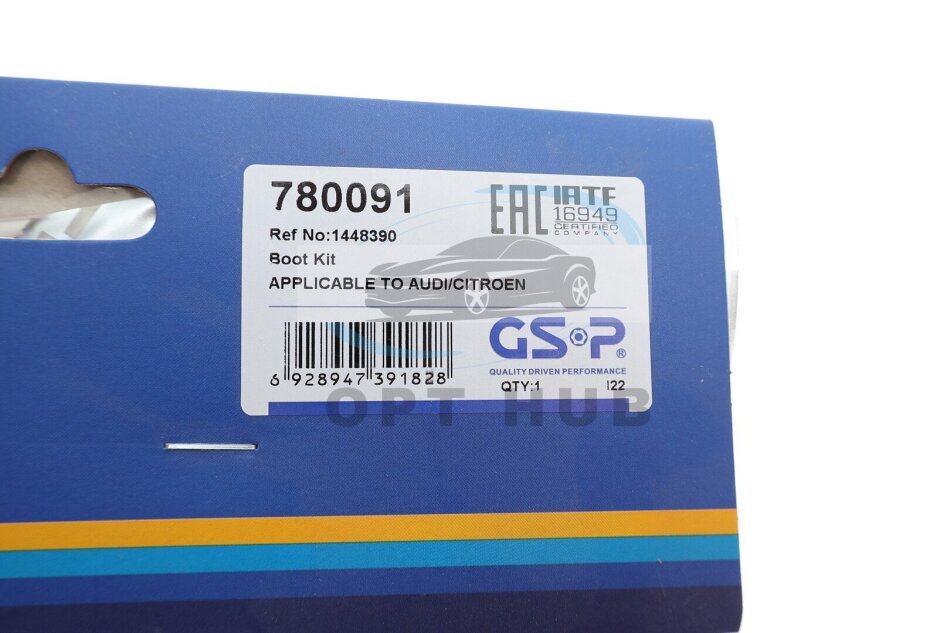 780091
EAC
IATF
16949
CERTIFIED
COMPANY
Ref No:1448390
Boot Kit
APPLICABLE TO AUDI/CITROEN
GSP®
QUALITY DRIVEN PERFORMANCE
6 928947 391828
QTY:1 I22
OPT HUB